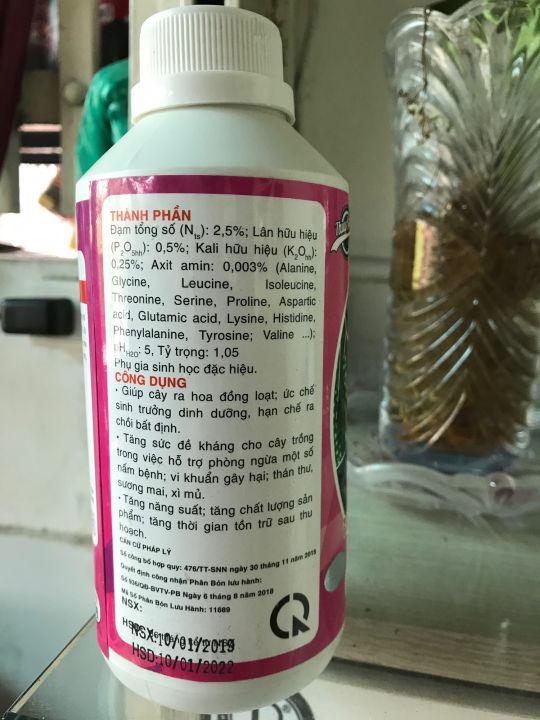 THÀNH PHẦN
Đạm tổng số (Nts): 2,5%; Lân hữu hiệu
(P2O5hh): 0,5%; Kali hữu hiệu (K2Ohh):
0,25%; Axit amin: 0,003% (Alanine,
Glycine, Leucine, Isoleucine,
Threonine, Serine, Proline, Aspartic
acid, Glutamic acid, Lysine, Histidine,
Phenylalanine, Tyrosine; Valine ...);
pHH2O: 5, Tỷ trọng: 1,05
Phụ gia sinh học đặc hiệu.
CÔNG DỤNG
· Giúp cây ra hoa đồng loạt; ức chế
sinh trưởng dinh dưỡng, hạn chế ra
chồi bất định.
· Tăng sức đề kháng cho cây trồng
trong việc hỗ trợ phòng ngừa một số
nấm bệnh; vi khuẩn gây hại; thán thư,
sương mai, xì mủ.
· Tăng năng suất; tăng chất lượng sản
phẩm; tăng thời gian tồn trữ sau thu
hoạch.
CĂN CỨ PHÁP LÝ
Số công bố hợp quy: 476/TT-SNN ngày 30 tháng 11 năm 2018
Quyết định công nhận Phân Bón lưu hành:
Số 936/QĐ-BVTV-PB Ngày 6 tháng 8 năm 2018
Mã Số Phân Bón Lưu Hành: 11689
NSX:
NSX:10/01/2019
HSD:10/01/2022